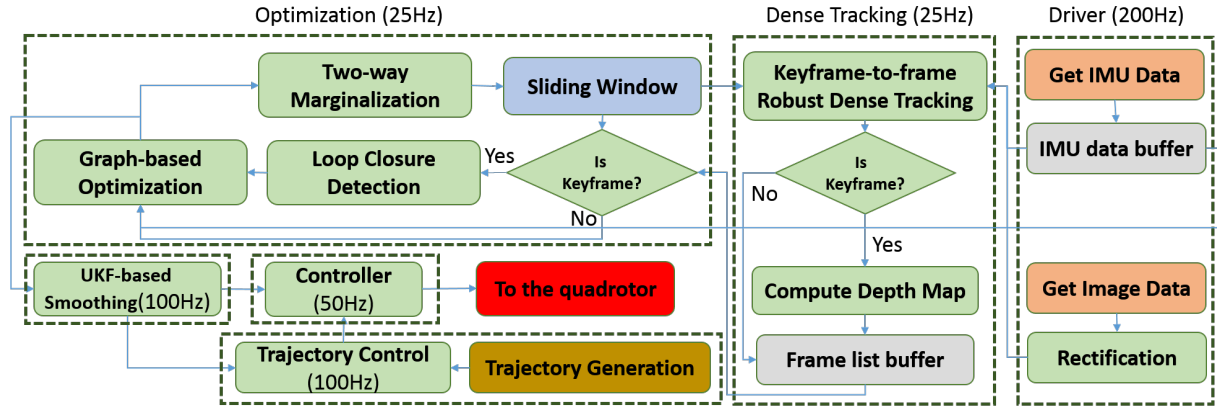 Optimization (25Hz)
Dense Tracking (25Hz)
Driver (200Hz)
Two-way
Marginalization
Sliding Window
Keyframe-to-frame
Robust Dense Tracking
Get IMU Data
IMU data buffer
Graph-based
Optimization
Loop Closure
Detection
Yes
Is
Keyframe?
No
Is
Keyframe?
No
Yes
UKF-based
Smoothing(100Hz)
Controller
(50Hz)
To the quadrotor
Compute Depth Map
Get Image Data
Trajectory Control
(100Hz)
Trajectory Generation
Frame list buffer
Rectification